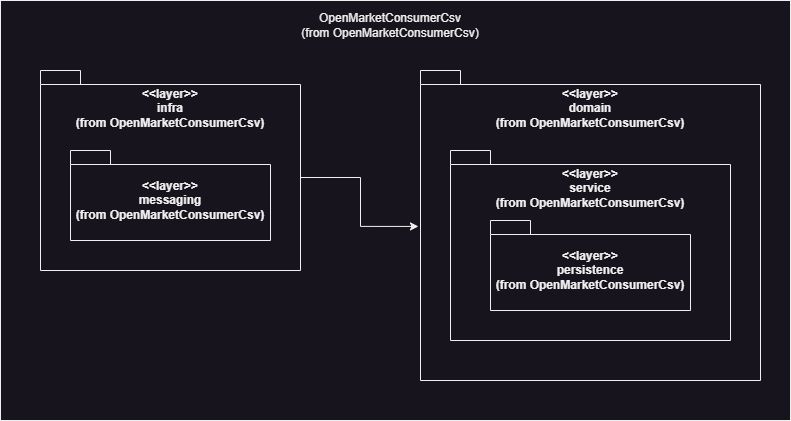 OpenMarketConsumerCsv
(from OpenMarketConsumerCsv)
<<layer>>
infra
(from OpenMarketConsumerCsv)
<<layer>>
messaging
(from OpenMarketConsumerCsv)
<<layer>>
domain
(from OpenMarketConsumerCsv)
<<layer>>
service
(from OpenMarketConsumerCsv)
<<layer>>
persistence
(from OpenMarketConsumerCsv)